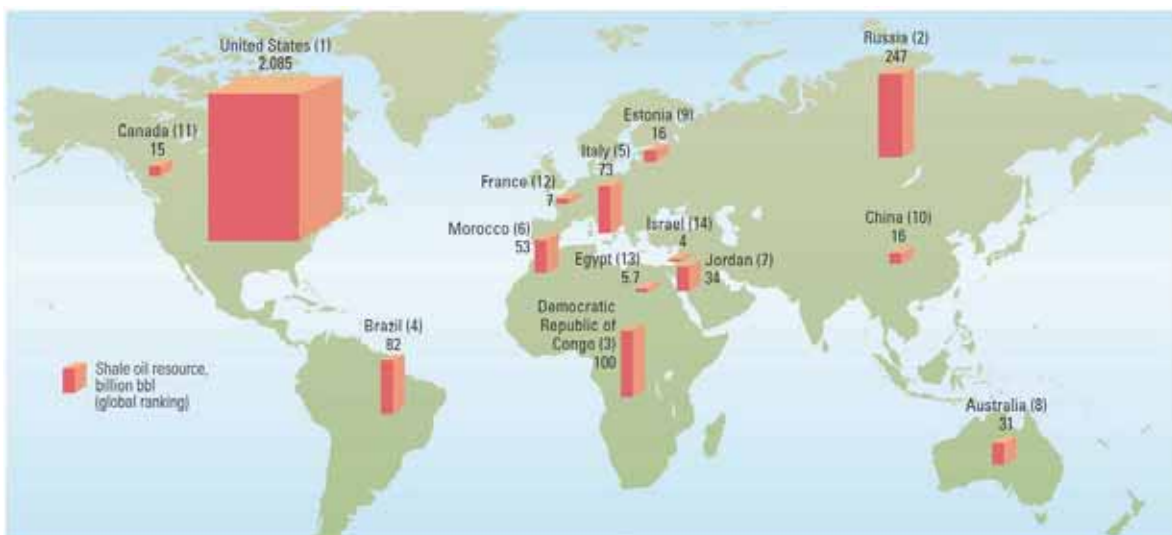 United States (1)
2,085
Russia (2)
247
Canada (11)
15
Estonia (9)
16
Italy (5)
73
France (12)
7
Morocco (6)
53
Israel (14)
4
China (10)
16
Egypt (13)
5.7
Jordan (7)
34
Democratic
Republic of
Congo (3)
100
Brazil (4)
82
Shale oil resource,
billion bbl
(global ranking)
Australia (8)
31